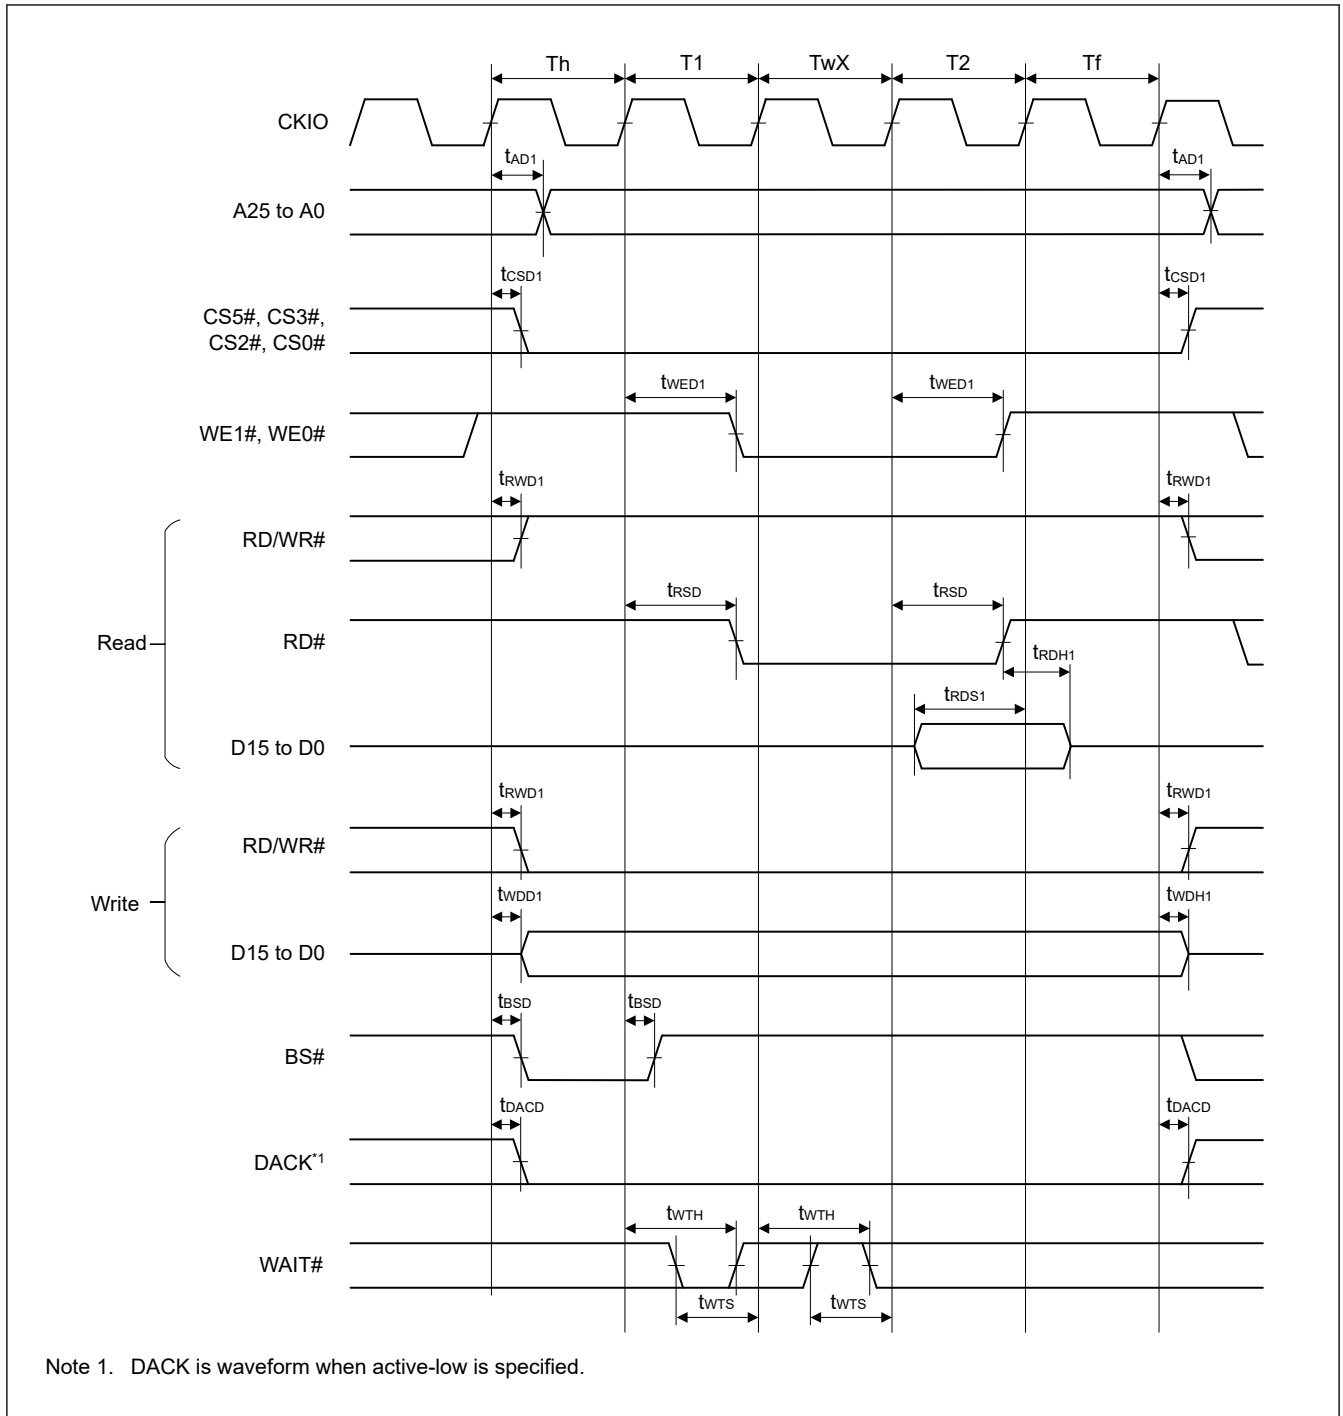 Th T1 TwX T2 Tf
CKIO
tAD1 tAD1
A25 to A0
tCSD1 tCSD1
CS5#, CS3#,
CS2#, CS0#
tWED1 tWED1
WE1#, WE0#
tRWD1 tRWD1
RD/WR#
tRSD tRSD
Read
RD#
tRDH1
tRDS1
D15 to D0
tRWD1 tRWD1
RD/WR#
Write
tWDD1 tWDH1
D15 to D0
tBSD tBSD
BS#
tDACD tDACD
DACK*1
tWTH tWTH
WAIT#
tWTS tWTS
Note 1. DACK is waveform when active-low is specified.